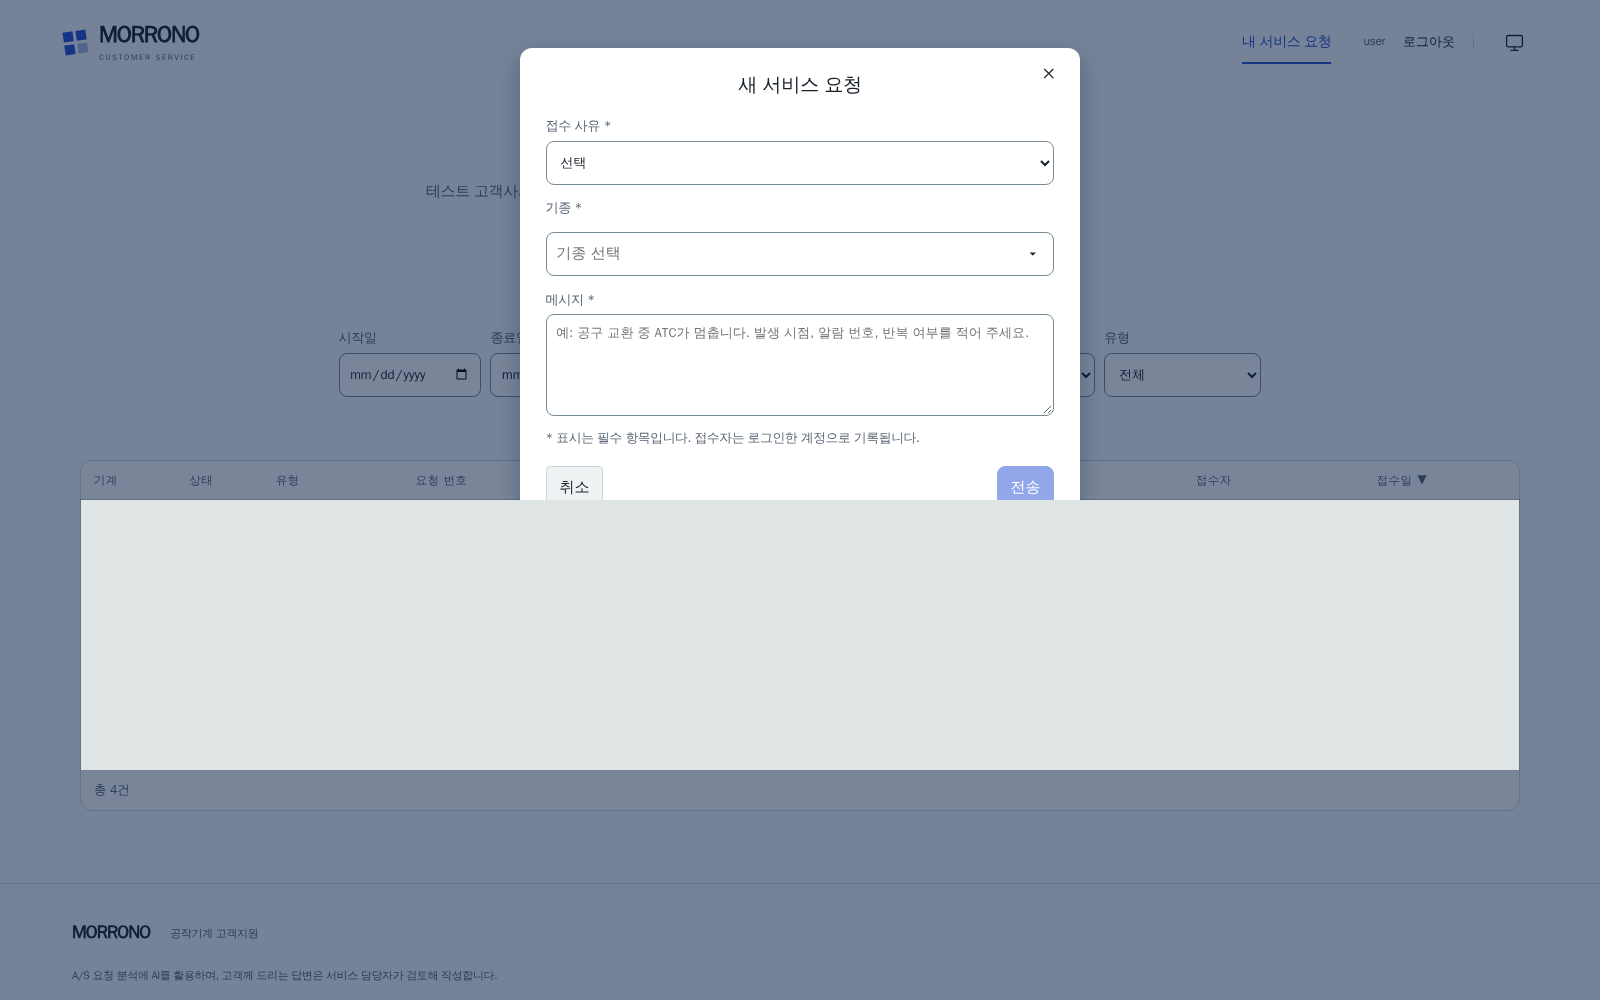 MORRONO
CUSTOMER SERVICE
내 서비스 요청
user
로그아웃
새 서비스 요청
접수 사유 *
선택
테스트 고객사
기종 *
기종 선택
메시지 *
예: 공구 교환 중 ATC가 멈춥니다. 발생 시점, 알람 번호, 반복 여부를 적어 주세요.
시작일
종료일
유형
mm/dd/yyyy
mm
전체
* 표시는 필수 항목입니다. 접수자는 로그인한 계정으로 기록됩니다.
취소
전송
기계
상태
유형
요청 번호
접수자
접수일 ▼
총 4건
MORRONO
공작기계 고객지원
A/S 요청 분석에 AI를 활용하며, 고객께 드리는 답변은 서비스 담당자가 검토해 작성합니다.